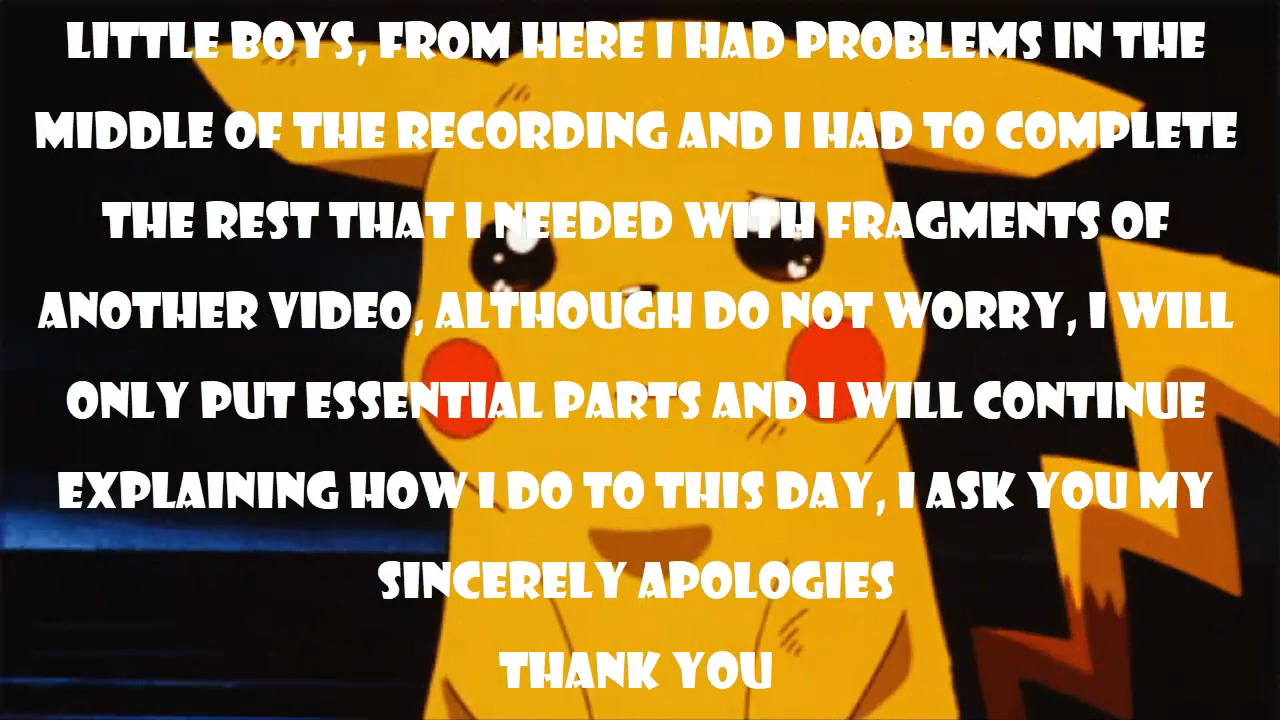 LITTLE BOYS, FROM HERE I HAD PROBLEMS IN THE
MIDDLE OF THE RECORDING AND I HAD TO COMPLETE
THE REST THAT I NEEDED WITH FRAGMENTS OF
ANOTHER VIDEO, ALTHOUGH DO NOT WORRY, I WILL
ONLY PUT ESSENTIAL PARTS AND I WILL CONTINUE
EXPLAINING HOW I DO TO THIS DAY, I ASK YOU MY
SINCERELY APOLOGIES
THANK YOU